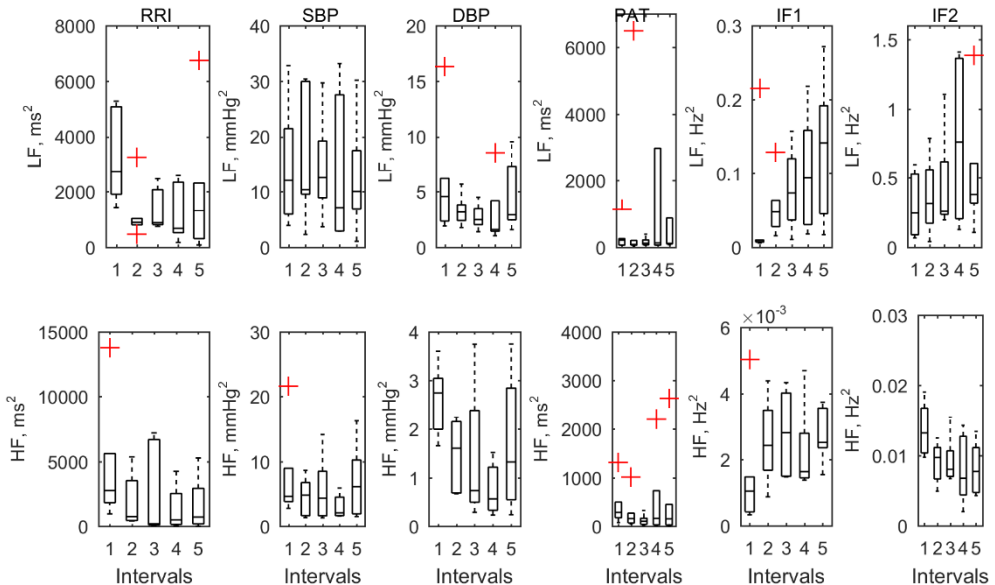 RRI SBP DBP PAT IF1 IF2
LF, ms²
8000
6000
4000
2000
0
1 2 3 4 5
LF, mmHg²
40
30
20
10
0
1 2 3 4 5
LF, mmHg²
20
15
10
5
0
1 2 3 4 5
LF, ms²
6000
4000
2000
0
1 2 3 4 5
LF, Hz²
0.3
0.2
0.1
0
1 2 3 4 5
LF, Hz²
1.5
1
0.5
0
1 2 3 4 5
HF, ms²
15000
10000
5000
0
1 2 3 4 5
Intervals
HF, mmHg²
30
20
10
0
1 2 3 4 5
Intervals
HF, mmHg²
4
3
2
1
0
1 2 3 4 5
Intervals
HF, ms²
4000
3000
2000
1000
0
1 2 3 4 5
Intervals
HF, Hz²
× 10⁻³
6
4
2
0
1 2 3 4 5
Intervals
HF, Hz²
0.03
0.02
0.01
0
1 2 3 4 5
Intervals